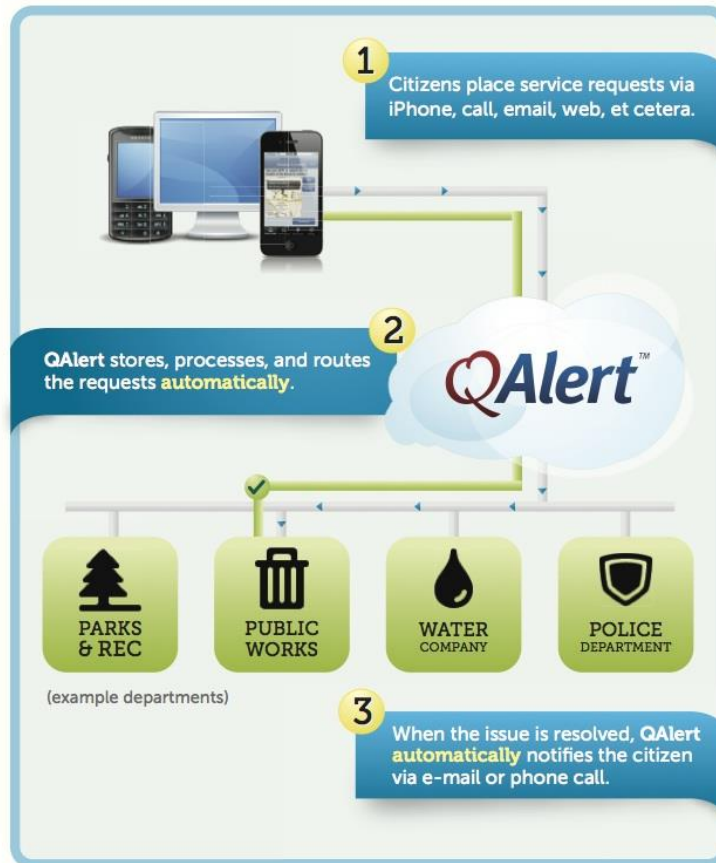 1
Citizens place service requests via
iPhone, call, email, web, et cetera.
2
QAlert stores, processes, and routes
the requests automatically.
QAlert™
PARKS
& REC
PUBLIC
WORKS
WATER
COMPANY
POLICE
DEPARTMENT
(example departments)
3
When the issue is resolved, QAlert
automatically notifies the citizen
via e-mail or phone call.